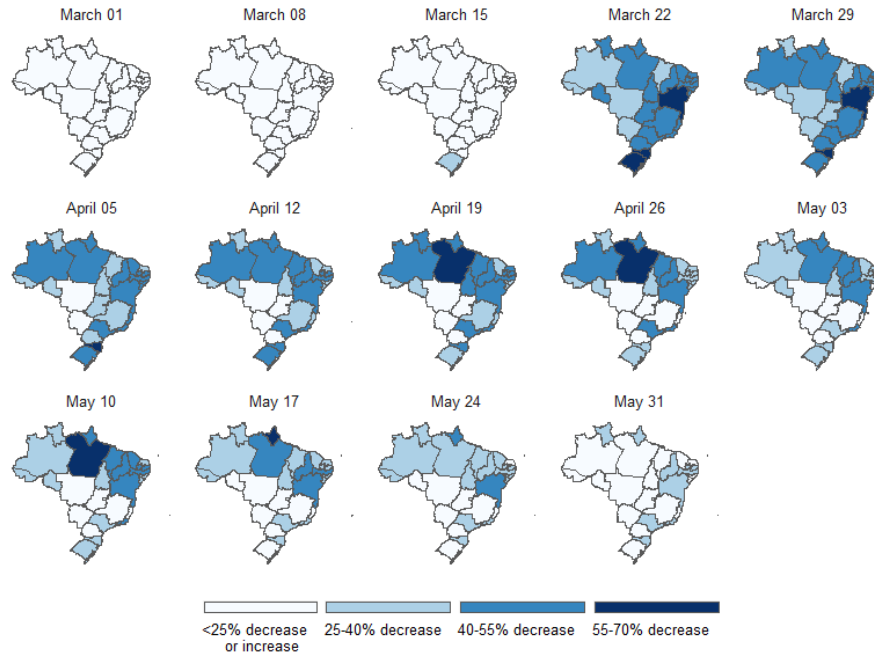 March 01
March 08
March 15
March 22
March 29
April 05
April 12
April 19
April 26
May 03
May 10
May 17
May 24
May 31
<25% decrease
or increase
25-40% decrease
40-55% decrease
55-70% decrease